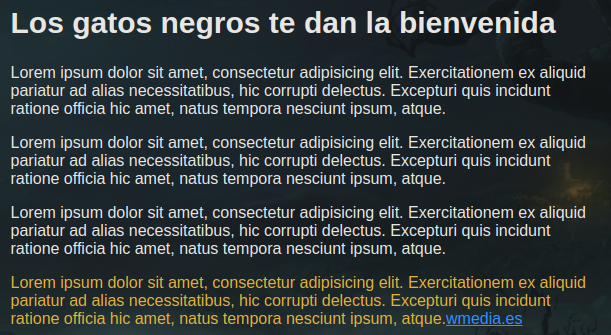 Los gatos negros te dan la bienvenida
Lorem ipsum dolor sit amet, consectetur adipisicing elit. Exercitationem ex aliquid
pariatur ad alias necessitatibus, hic corrupti delectus. Excepturi quis incidunt
ratione officia hic amet, natus tempora nesciunt ipsum, atque.
Lorem ipsum dolor sit amet, consectetur adipisicing elit. Exercitationem ex aliquid
pariatur ad alias necessitatibus, hic corrupti delectus. Excepturi quis incidunt
ratione officia hic amet, natus tempora nesciunt ipsum, atque.
Lorem ipsum dolor sit amet, consectetur adipisicing elit. Exercitationem ex aliquid
pariatur ad alias necessitatibus, hic corrupti delectus. Excepturi quis incidunt
ratione officia hic amet, natus tempora nesciunt ipsum, atque.
Lorem ipsum dolor sit amet, consectetur adipisicing elit. Exercitationem ex aliquid
pariatur ad alias necessitatibus, hic corrupti delectus. Excepturi quis incidunt
ratione officia hic amet, natus tempora nesciunt ipsum, atque.wmedia.es